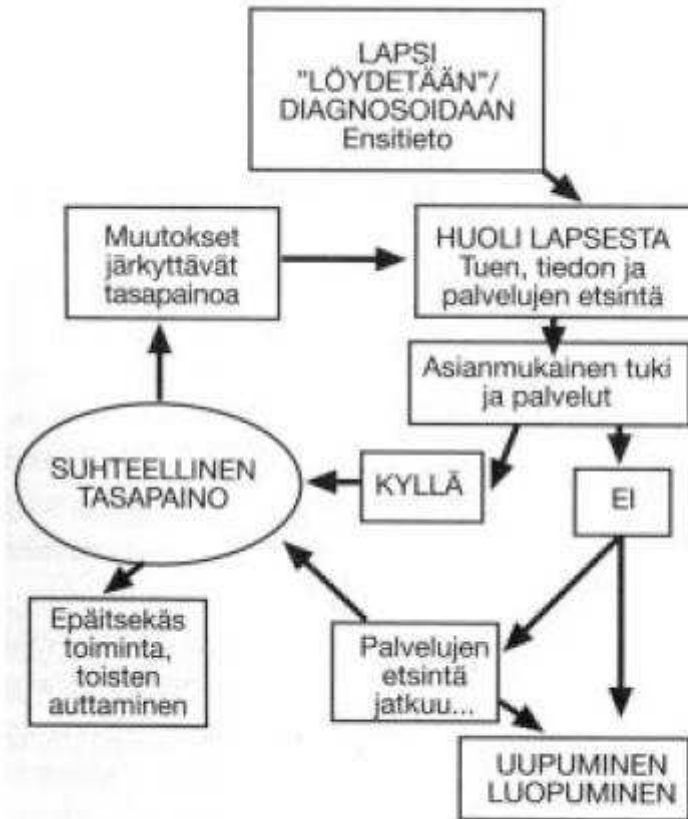 LAPSI
"LÖYDETÄÄN"/
DIAGNOSOIDAAN
Ensitieto
Muutokset
järkyttävät
tasapainoa
HUOLI LAPSESTA
Tuen, tiedon ja
palvelujen etsintä
Asianmukainen tuki
ja palvelut
SUHTEELLINEN
TASAPAINO
KYLLÄ
EI
Epäitsekäs
toiminta,
toisten
auttaminen
Palvelujen
etsintä
jatkuu...
UUPUMINEN
LUOPUMINEN